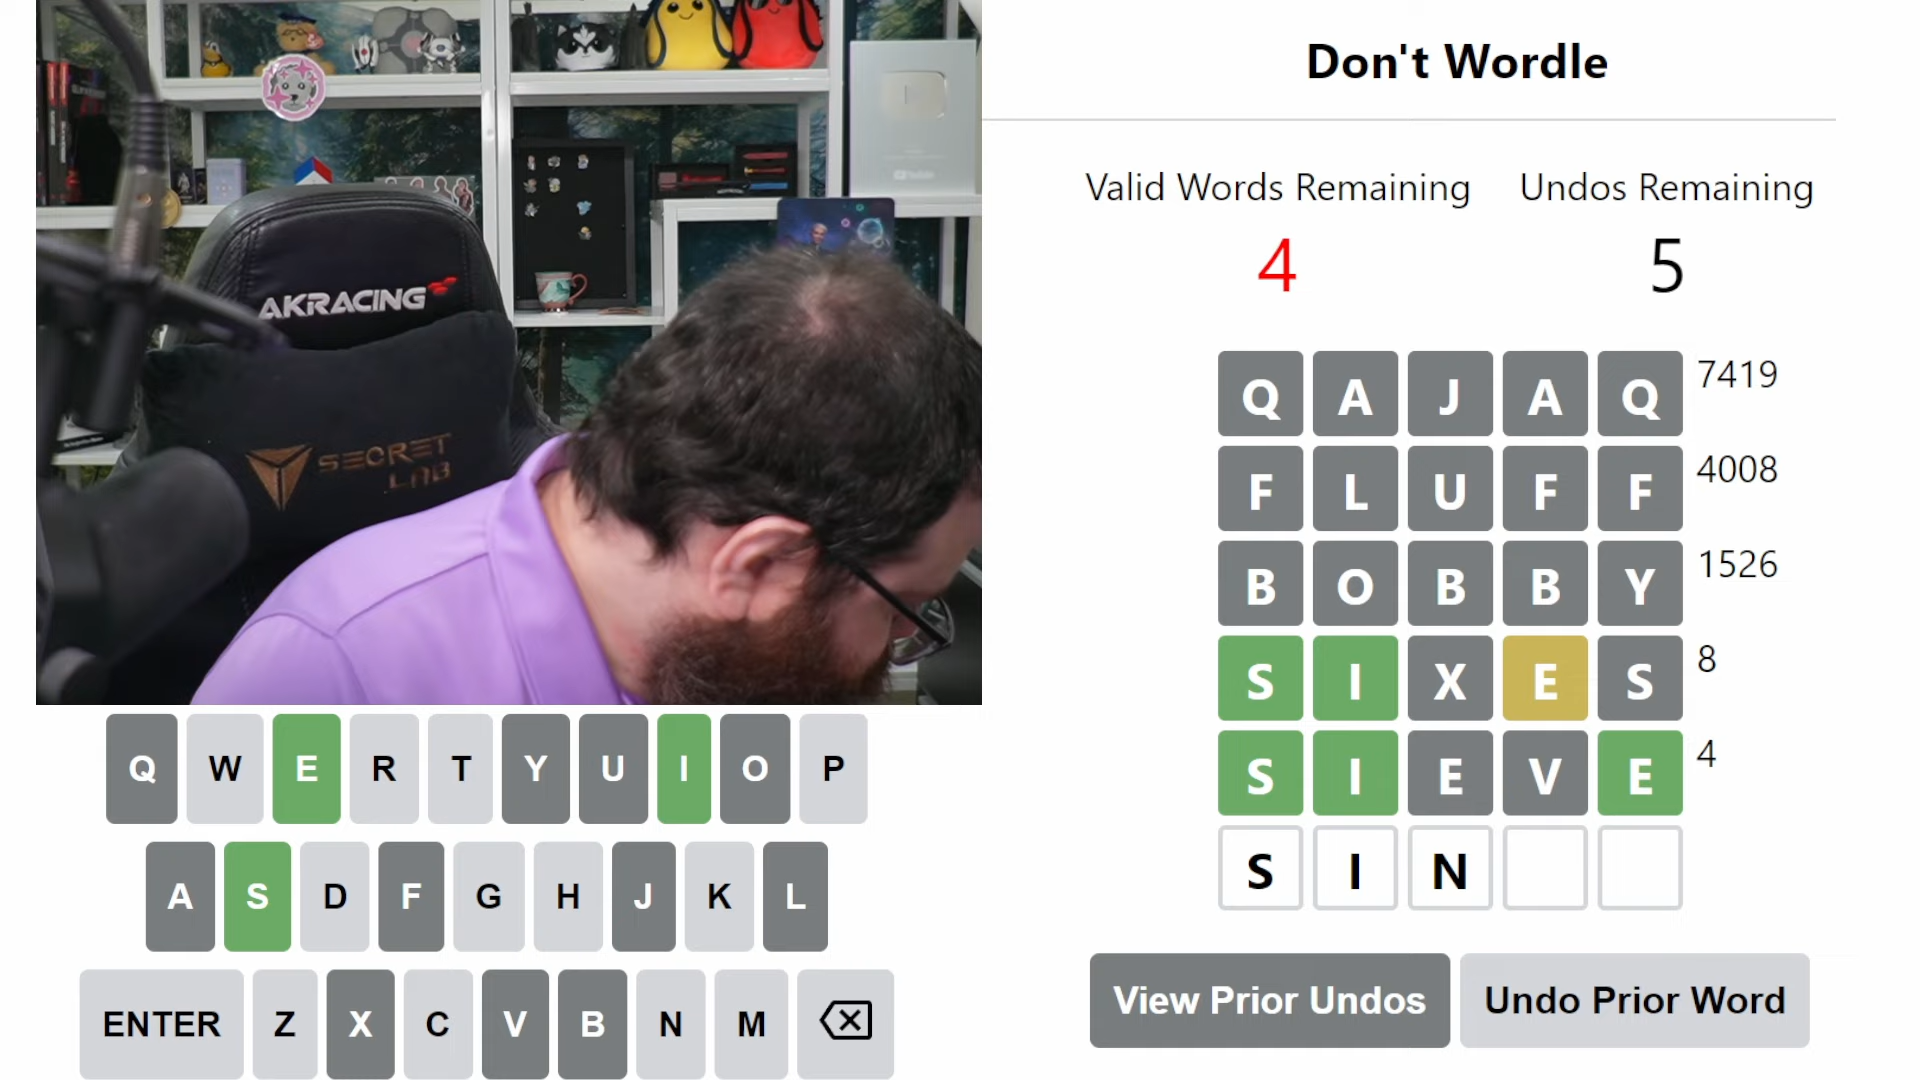 Don't Wordle
Valid Words Remaining
Undos Remaining
4
5
QAJAQ 7419
FLUFF 4008
BOBBY 1526
SIXES 8
SIEVE 4
SIN
View Prior Undos
Undo Prior Word
AKRACING
SECRET
LAB
Q W E R T Y U I O P
A S D F G H J K L
ENTER Z X C V B N M